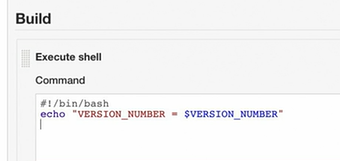 Build
Execute shell
Command
#!/bin/bash
echo "VERSION_NUMBER = $VERSION_NUMBER"